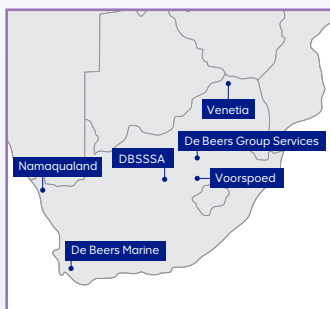 Venetia
De Beers Group Services
DBSSSA
Namaqualand
Voorspoed
De Beers Marine